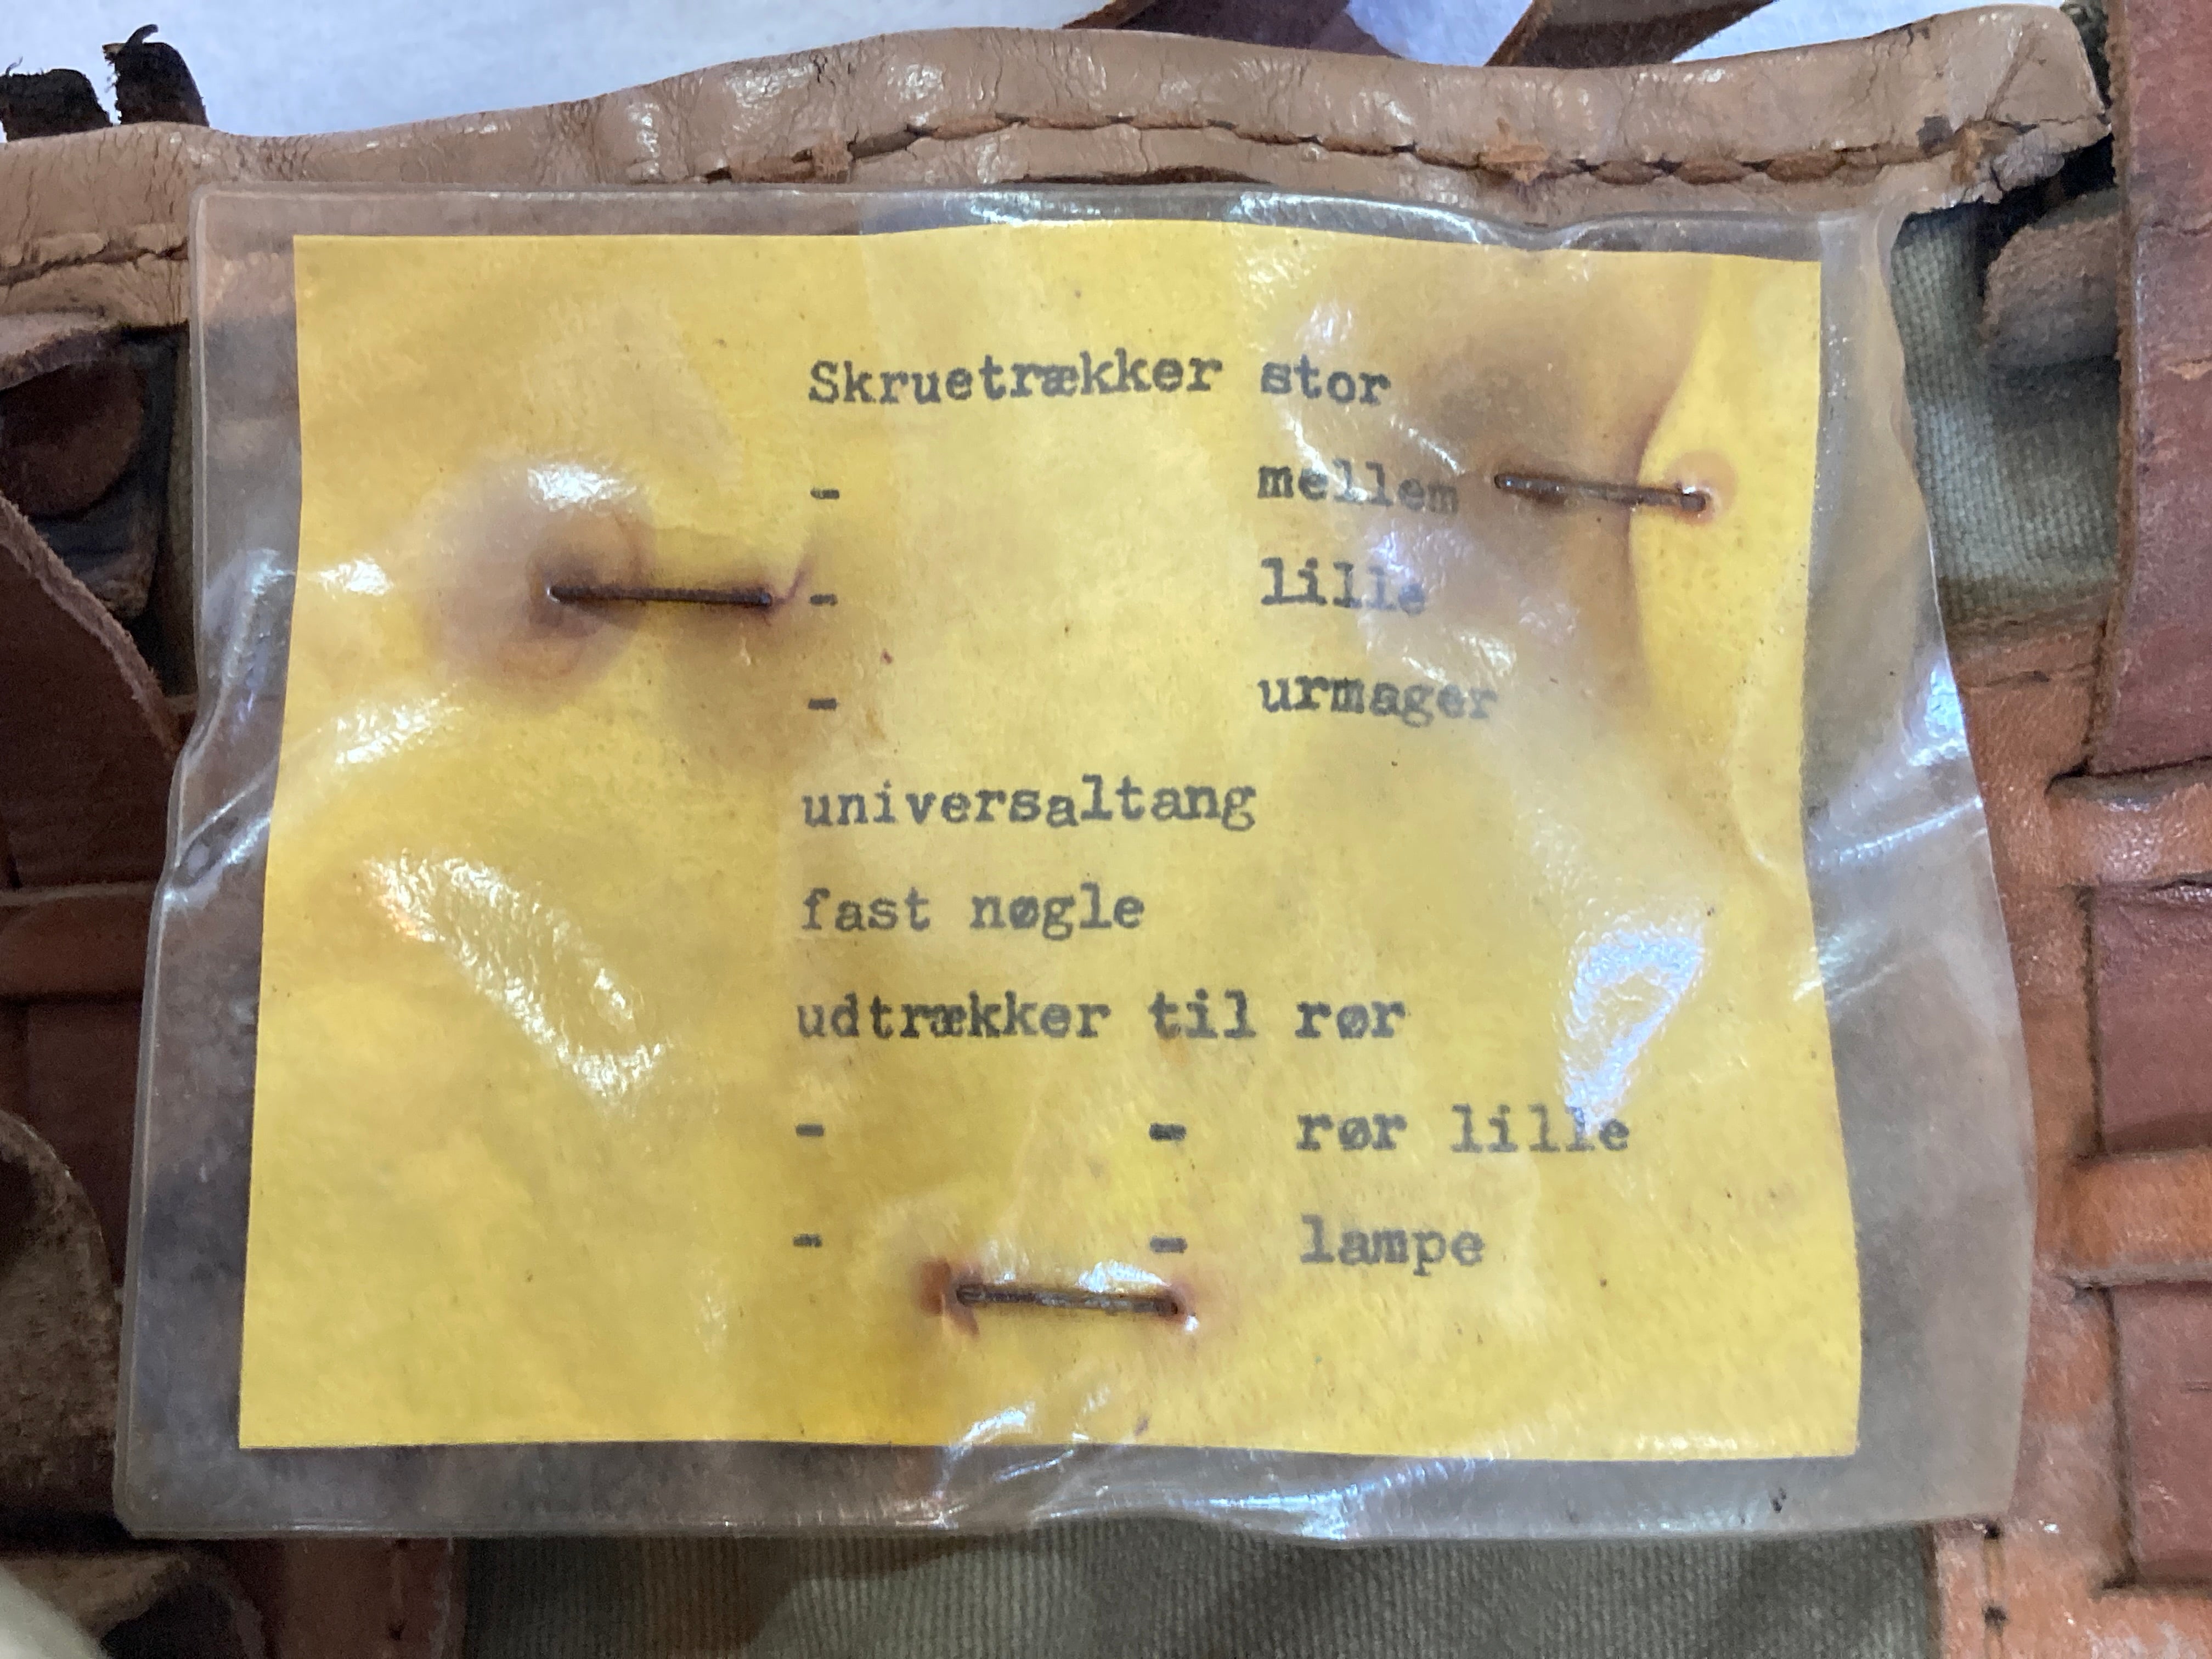 Skruetrækker stor
- mellem
- lille
- urmager
universaltang
fast nøgle
udtrækker til rør
- - rør lille
- - lampe